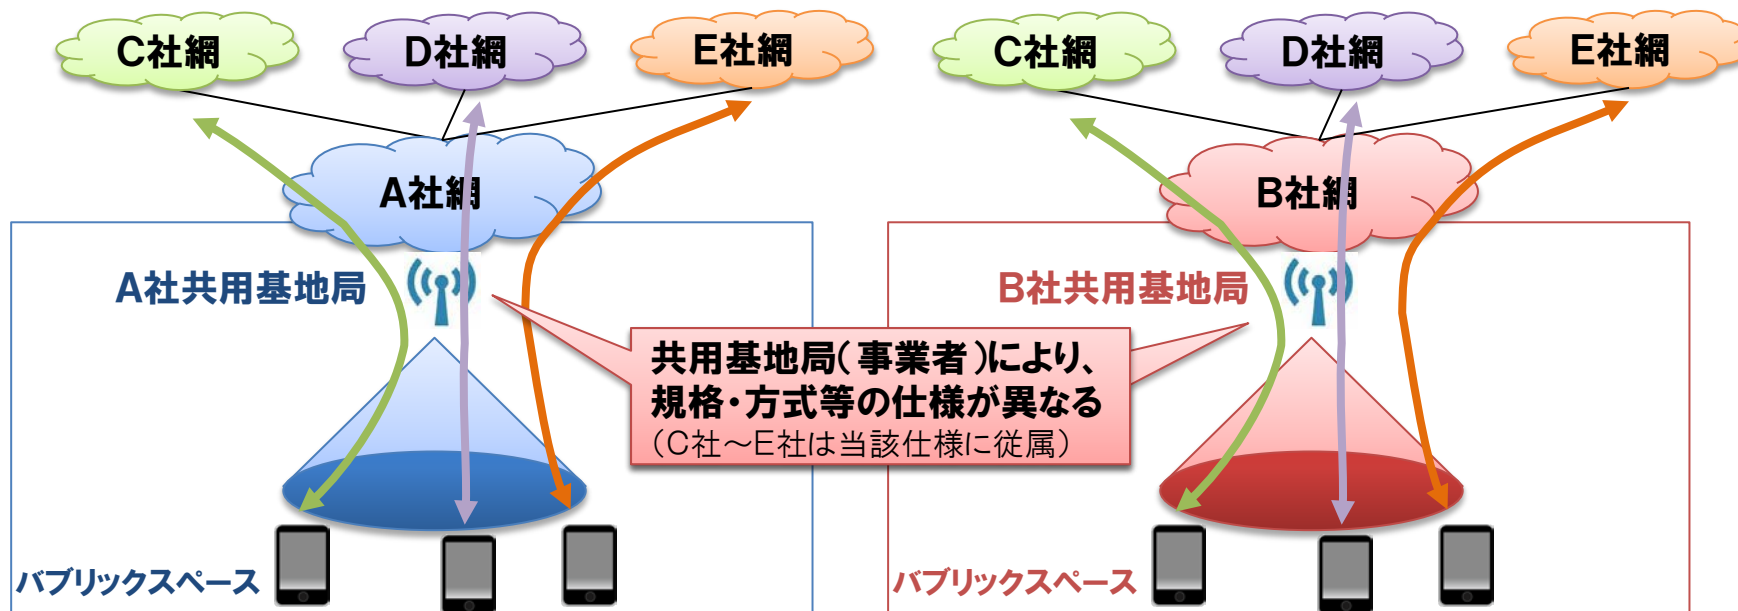 C社網
D社網
E社網
C社網
D社網
E社網
A社網
B社網
A社共用基地局
B社共用基地局
共用基地局(事業者)により、
規格・方式等の仕様が異なる
(C社～E社は当該仕様に従属)
パブリックスペース
パブリックスペース